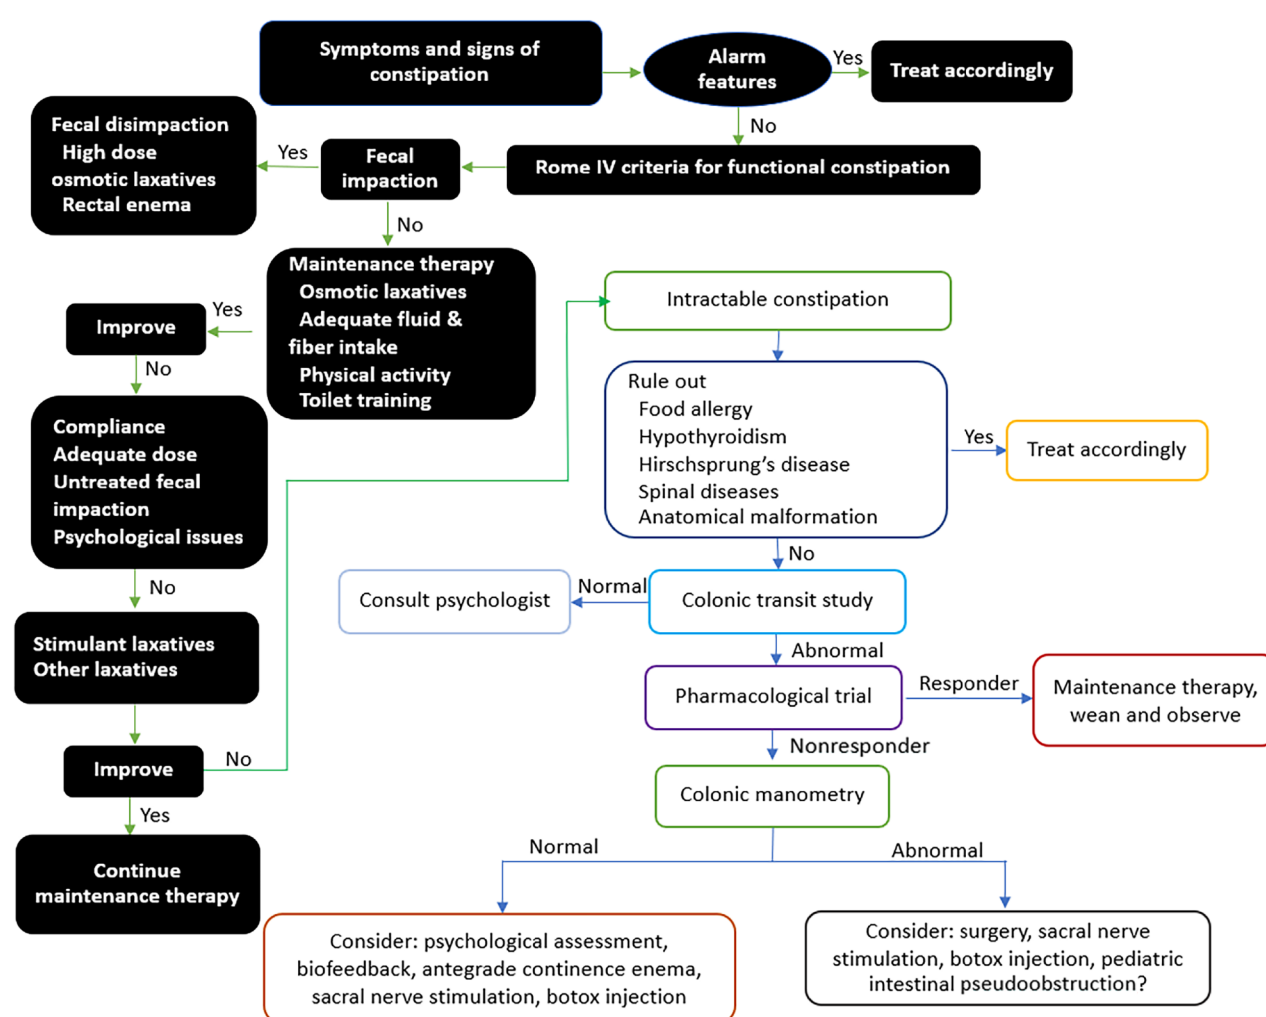 Symptoms and signs of
constipation
Alarm
features
Yes
Treat accordingly
No
Rome IV criteria for functional constipation
Fecal
impaction
Yes
Fecal disimpaction
High dose
osmotic laxatives
Rectal enema
No
Maintenance therapy
Osmotic laxatives
Adequate fluid &
fiber intake
Physical activity
Toilet training
Yes
Improve
No
Compliance
Adequate dose
Untreated fecal
impaction
Psychological issues
No
Stimulant laxatives
Other laxatives
Improve
No
Yes
Continue
maintenance therapy
Intractable constipation
Rule out
Food allergy
Hypothyroidism
Hirschsprung’s disease
Spinal diseases
Anatomical malformation
Yes
Treat accordingly
No
Colonic transit study
Normal
Consult psychologist
Abnormal
Pharmacological trial
Responder
Maintenance therapy,
wean and observe
Nonresponder
Colonic manometry
Normal
Abnormal
Consider: psychological assessment,
biofeedback, antegrade continence enema,
sacral nerve stimulation, botox injection
Consider: surgery, sacral nerve
stimulation, botox injection, pediatric
intestinal pseudoobstruction?